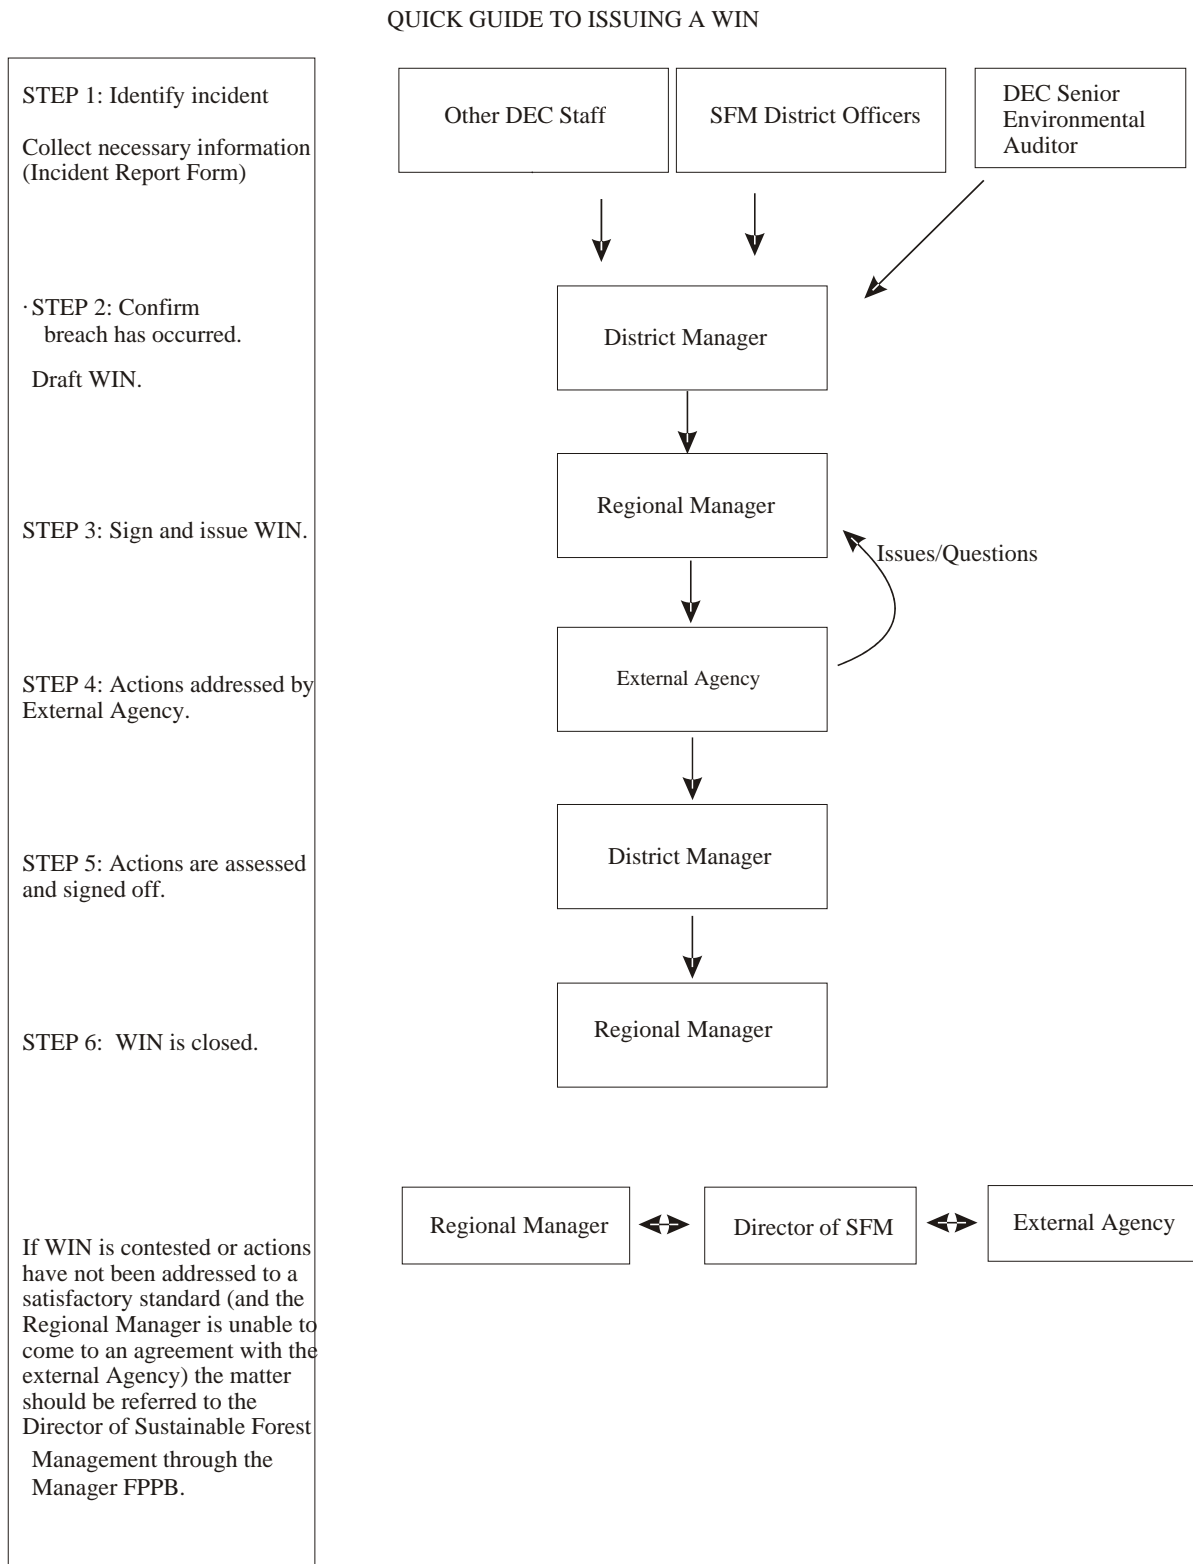 QUICK GUIDE TO ISSUING A WIN
STEP 1: Identify incident
Collect necessary information
(Incident Report Form)
Other DEC Staff
SFM District Officers
DEC Senior
Environmental
Auditor
· STEP 2: Confirm
breach has occurred.
Draft WIN.
District Manager
STEP 3: Sign and issue WIN.
Regional Manager
Issues/Questions
STEP 4: Actions addressed by
External Agency.
External Agency
STEP 5: Actions are assessed
and signed off.
District Manager
STEP 6: WIN is closed.
Regional Manager
If WIN is contested or actions
have not been addressed to a
satisfactory standard (and the
Regional Manager is unable to
come to an agreement with the
external Agency) the matter
should be referred to the
Director of Sustainable Forest
Management through the
Manager FPPB.
Regional Manager
Director of SFM
External Agency